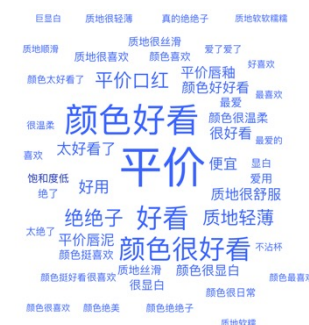 巨显白
质地很轻薄
真的绝绝子
质地软软糯糯
质地很丝滑
质地顺滑
爱了爱了
质地很喜欢
颜色喜欢
好喜欢
平价唇釉
颜色太好看了
平价口红
颜色好好看
最喜欢
最爱
颜色好看
颜色很温柔
很温柔
很好看
最爱的
太好看了
平价
喜欢
便宜
显白
饱和度低
爱用
好用
绝了
质地很舒服
绝绝子
好看
质地轻薄
太绝了
平价唇泥
颜色很好看
不沾杯
颜色挺喜欢
质地丝滑
颜色很显白
颜色挺好看很喜欢
颜色最喜欢
很显白
颜色很日常
颜色很喜欢
颜色绝美
颜色绝绝子
质地软糯